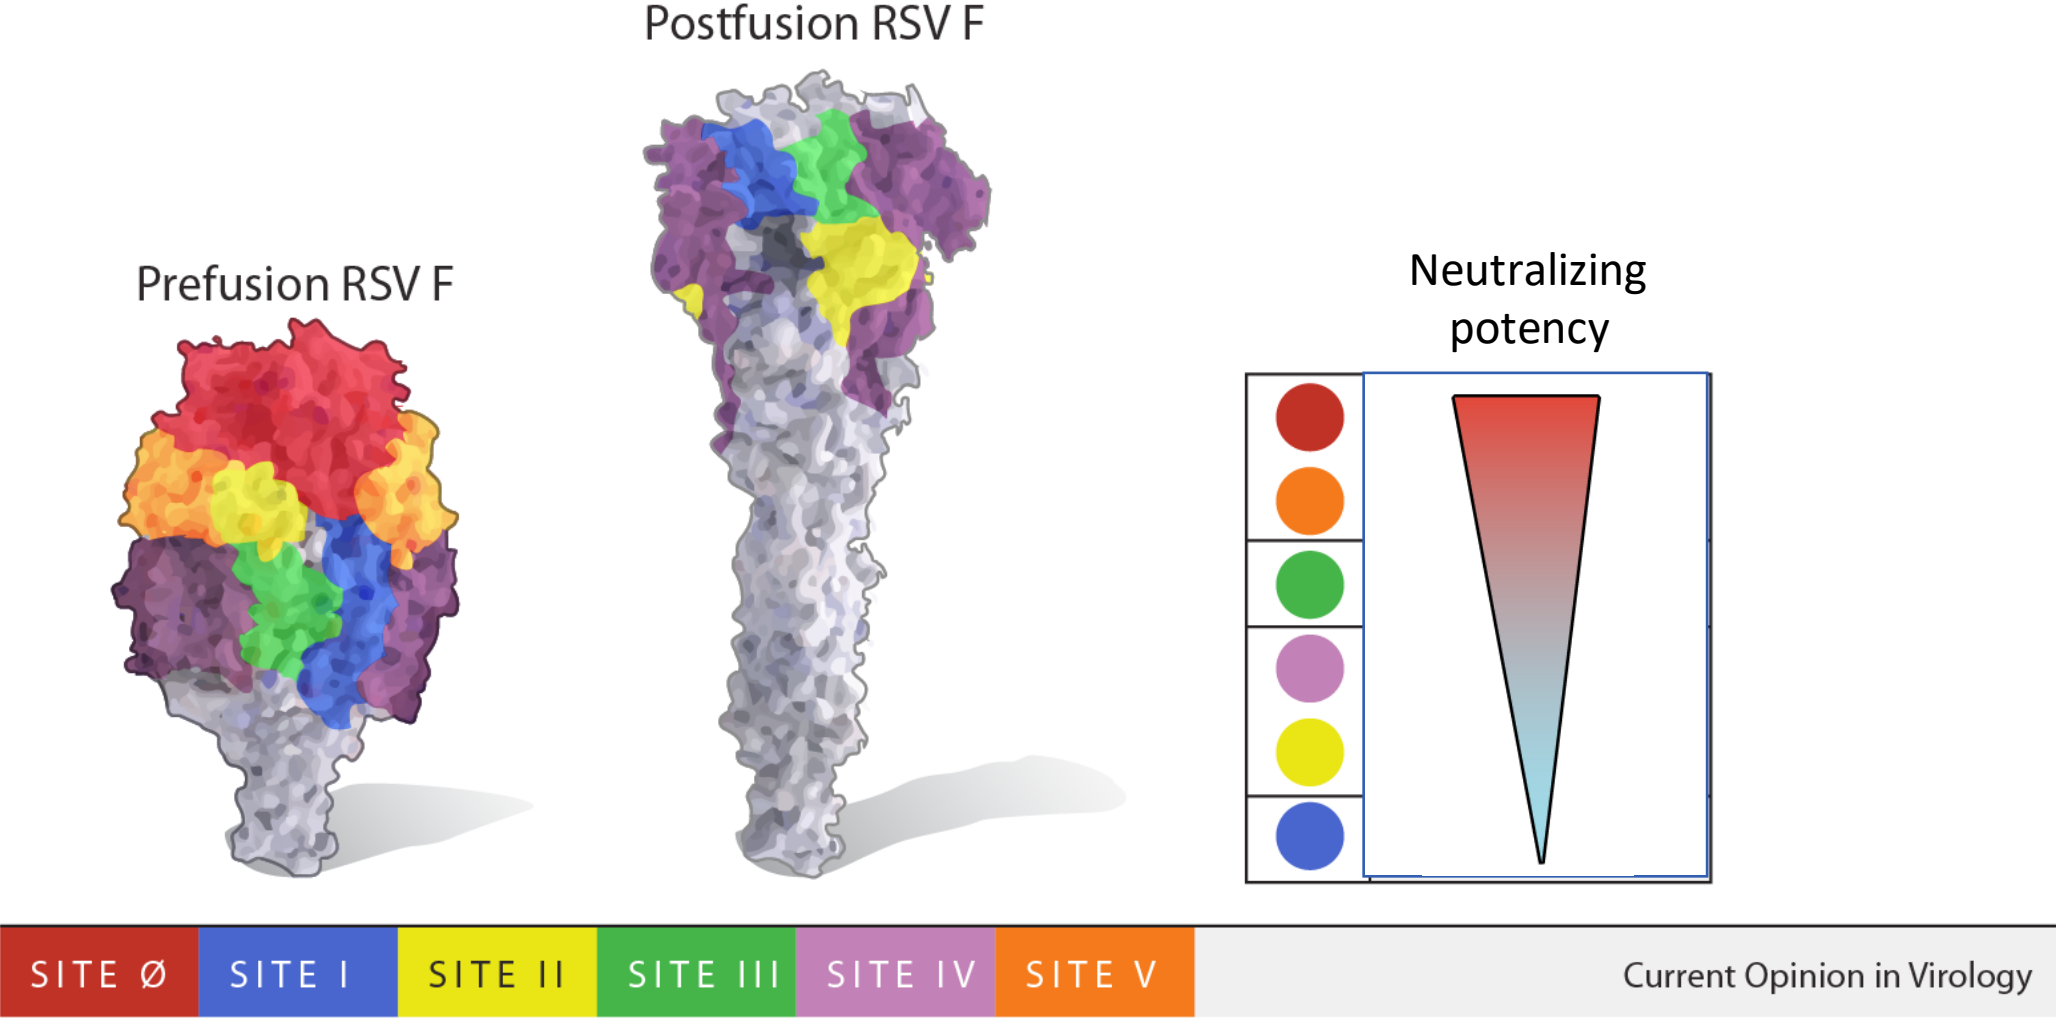 Postfusion RSV F
Prefusion RSV F
Neutralizing
potency
SITE Ø
SITE I
SITE II
SITE III
SITE IV
SITE V
Current Opinion in Virology